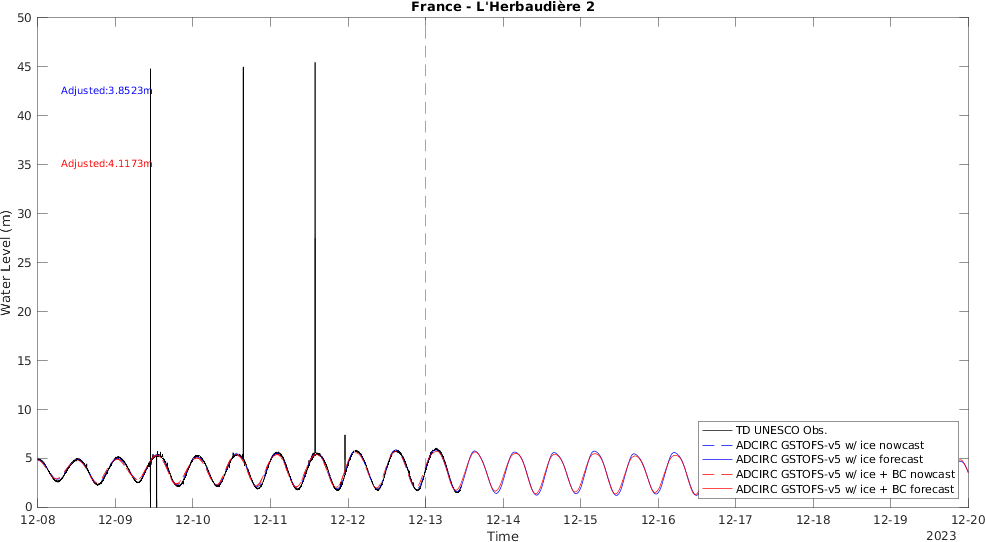 France - L'Herbaudière 2
50
45
40
35
30
25
20
15
10
5
0
Water Level (m)
Adjusted:3.8523m
Adjusted:4.1173m
TD UNESCO Obs.
ADCIRC GSTOFS-v5 w/ ice nowcast
ADCIRC GSTOFS-v5 w/ ice forecast
ADCIRC GSTOFS-v5 w/ ice + BC nowcast
ADCIRC GSTOFS-v5 w/ ice + BC forecast
12-08 12-09 12-10 12-11 12-12 12-13 12-14 12-15 12-16 12-17 12-18 12-19 12-20
Time
2023